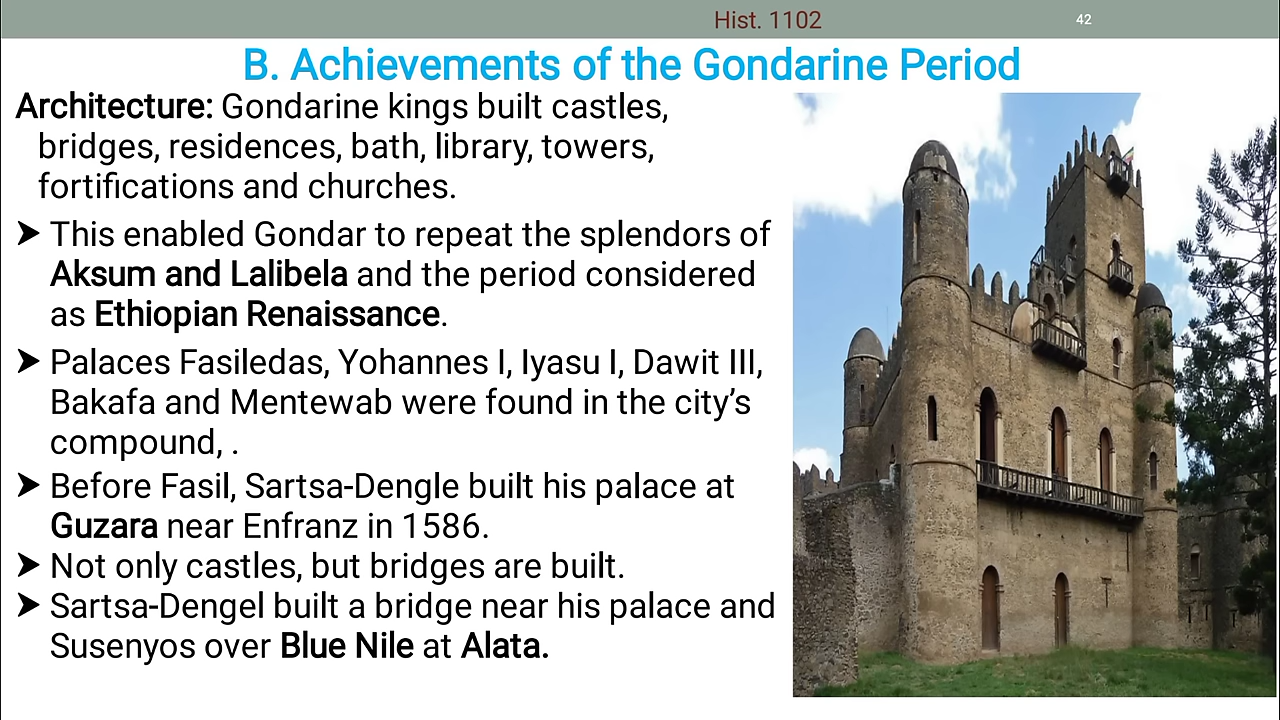 Hist. 1102
42
B. Achievements of the Gondarine Period
Architecture: Gondarine kings built castles,
bridges, residences, bath, library, towers,
fortifications and churches.
➤ This enabled Gondar to repeat the splendors of
Aksum and Lalibela and the period considered
as Ethiopian Renaissance.
➤ Palaces Fasiledas, Yohannes I, Iyasu I, Dawit III,
Bakafa and Mentewab were found in the city’s
compound, .
➤ Before Fasil, Sartsa-Dengle built his palace at
Guzara near Enfranz in 1586.
➤ Not only castles, but bridges are built.
➤ Sartsa-Dengel built a bridge near his palace and
Susenyos over Blue Nile at Alata.